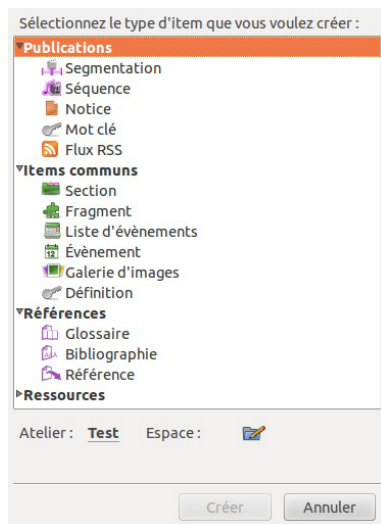 Sélectionnez le type d'item que vous voulez créer :
Publications
Segmentation
Séquence
Notice
Mot clé
Flux RSS
Items communs
Section
Fragment
Liste d'évènements
12 Évènement
Galerie d'images
Définition
Références
Glossaire
Bibliographie
Référence
Ressources
Atelier : Test Espace :
Créer Annuler